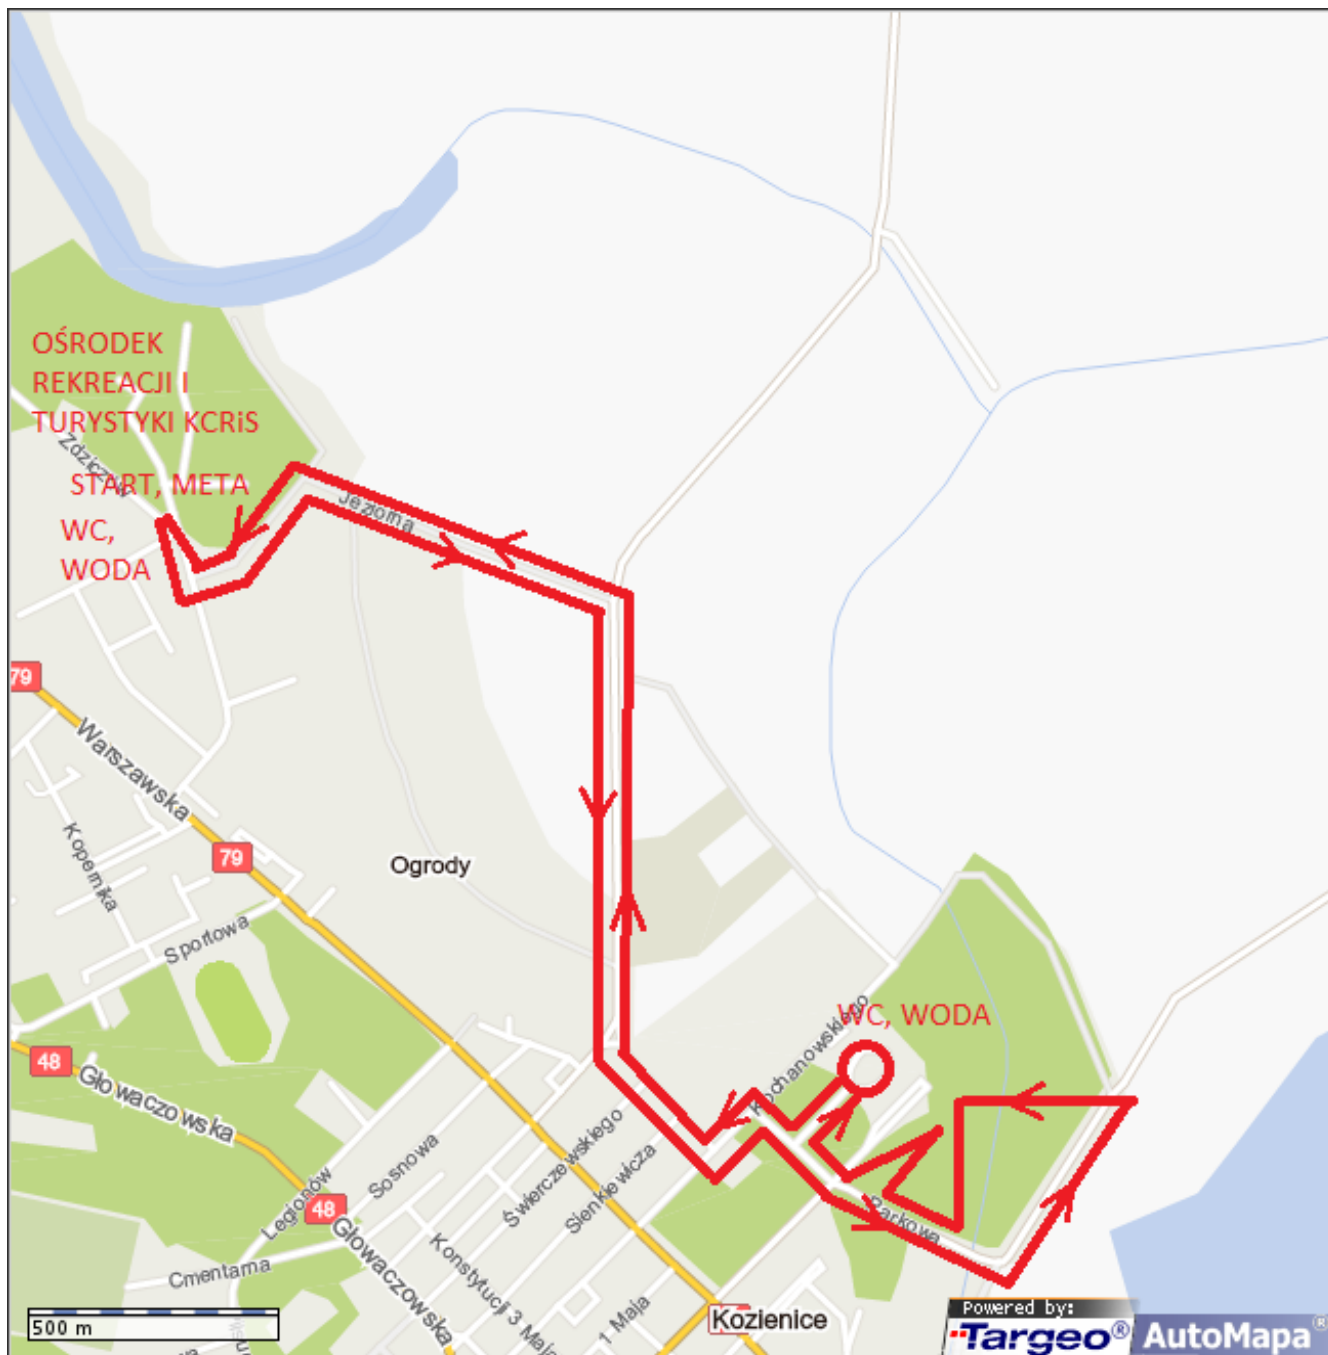 OŚRODEK
REKREACJI I
TURYSTYKI KCRiS
Zdziczów
START, META
WC,
WODA
Jeziorna
79
Warszawska
Kopernika
79
Ogrody
Sportowa
48
Głowaczowska
Kochanowskiego
WC, WODA
Legionów
Sosnowa
Świerczewskiego
Sienkiewicza
48
Głowaczowska
Parkowa
Cmentarna
Konstytucji 3 Maja
1 Maja
Kozienice
500 m
Powered by:
Targeo® AutoMapa®